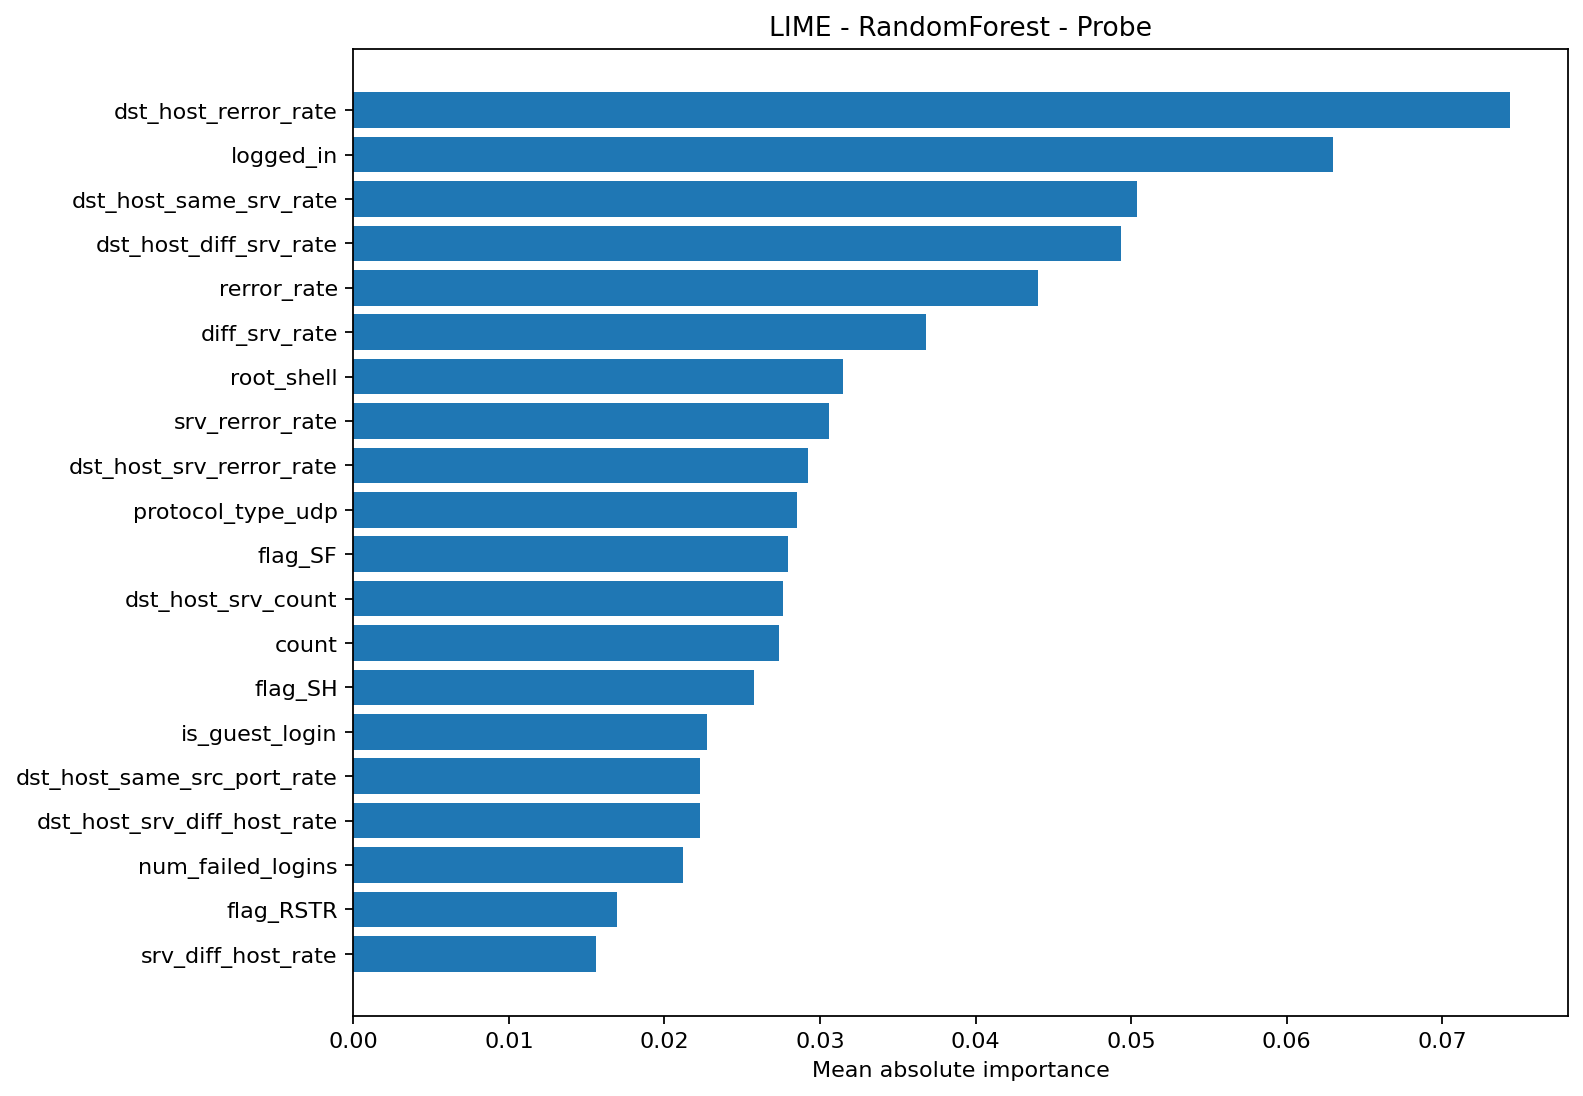 LIME - RandomForest - Probe
dst_host_rerror_rate
logged_in
dst_host_same_srv_rate
dst_host_diff_srv_rate
rerror_rate
diff_srv_rate
root_shell
srv_rerror_rate
dst_host_srv_rerror_rate
protocol_type_udp
flag_SF
dst_host_srv_count
count
flag_SH
is_guest_login
dst_host_same_src_port_rate
dst_host_srv_diff_host_rate
num_failed_logins
flag_RSTR
srv_diff_host_rate
0.00 0.01 0.02 0.03 0.04 0.05 0.06 0.07
Mean absolute importance